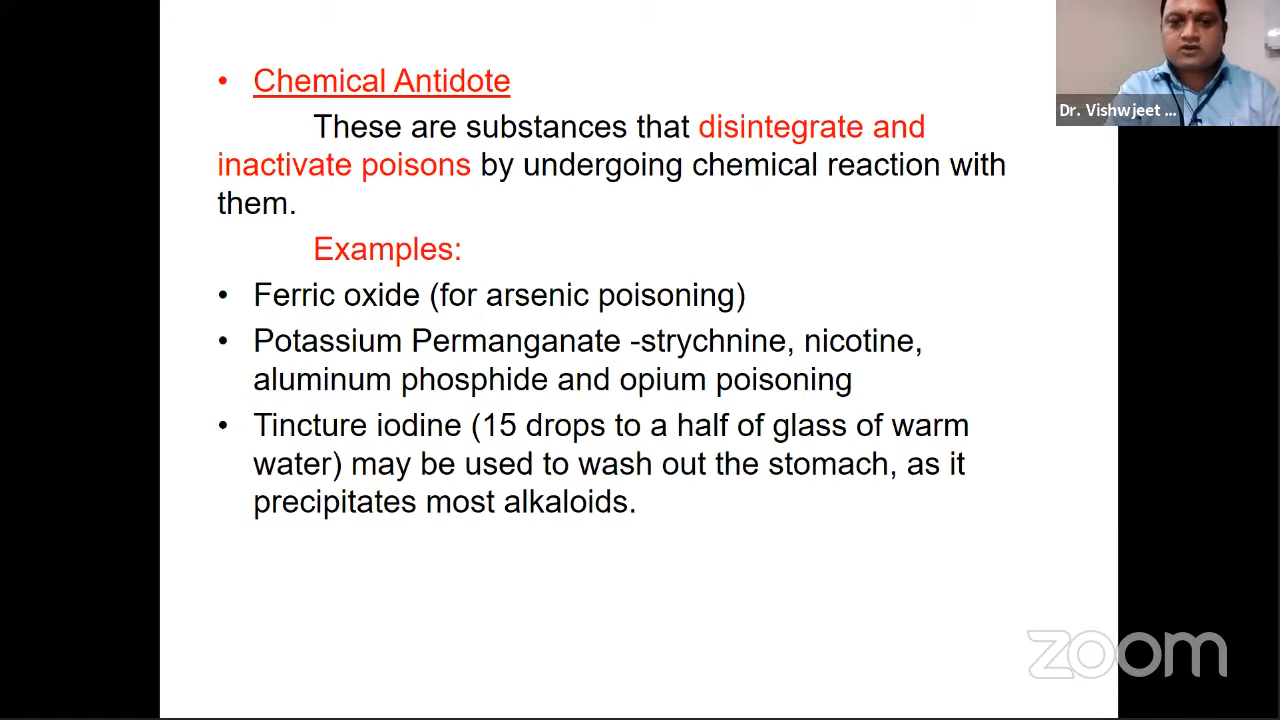 • Chemical Antidote
These are substances that disintegrate and
inactivate poisons by undergoing chemical reaction with
them.
Examples:
• Ferric oxide (for arsenic poisoning)
• Potassium Permanganate -strychnine, nicotine,
aluminum phosphide and opium poisoning
• Tincture iodine (15 drops to a half of glass of warm
water) may be used to wash out the stomach, as it
precipitates most alkaloids.
Dr. Vishwjeet ...
zoom